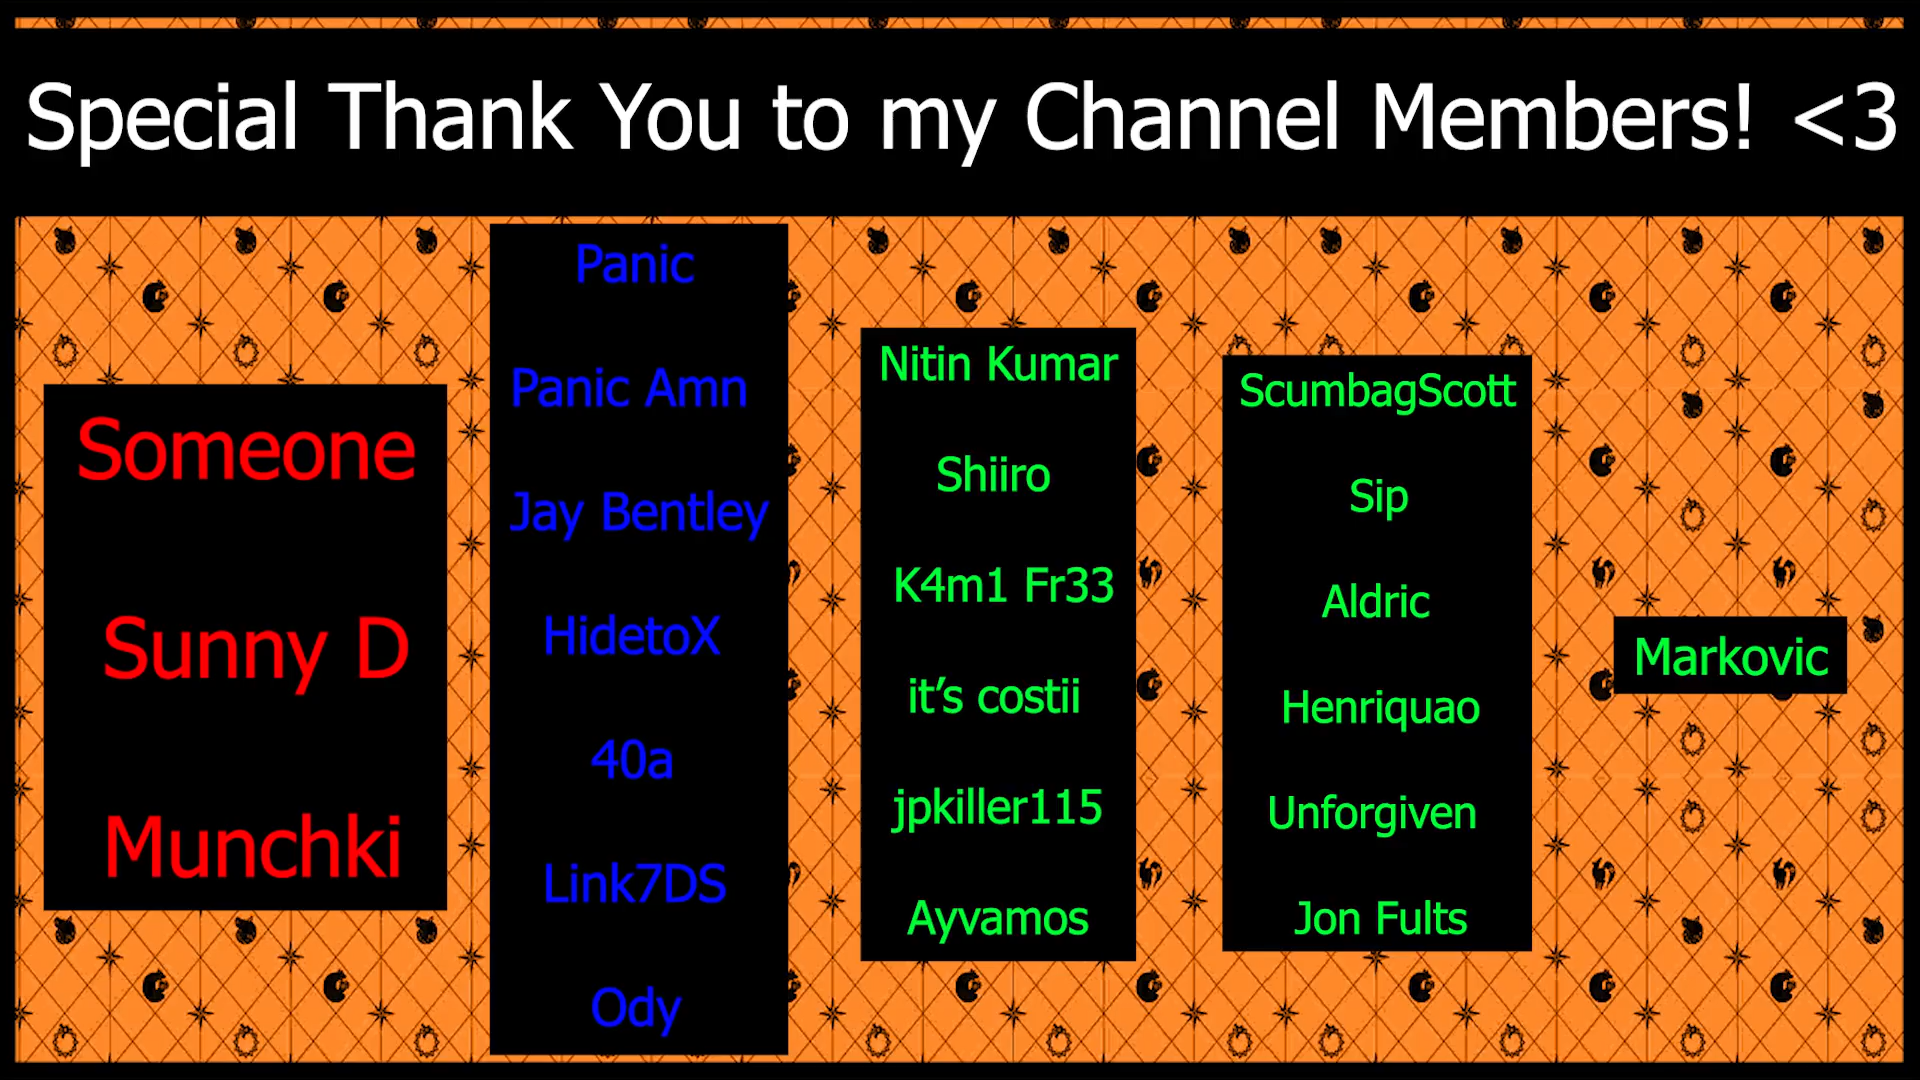 Special Thank You to my Channel Members! <3
Someone
Sunny D
Munchki
Panic
Panic Amn
Jay Bentley
HidetoX
40a
Link7DS
Ody
Nitin Kumar
Shiiro
K4m1 Fr33
it’s costii
jpkiller115
Ayvamos
ScumbagScott
Sip
Aldric
Henriquao
Unforgiven
Jon Fults
Markovic